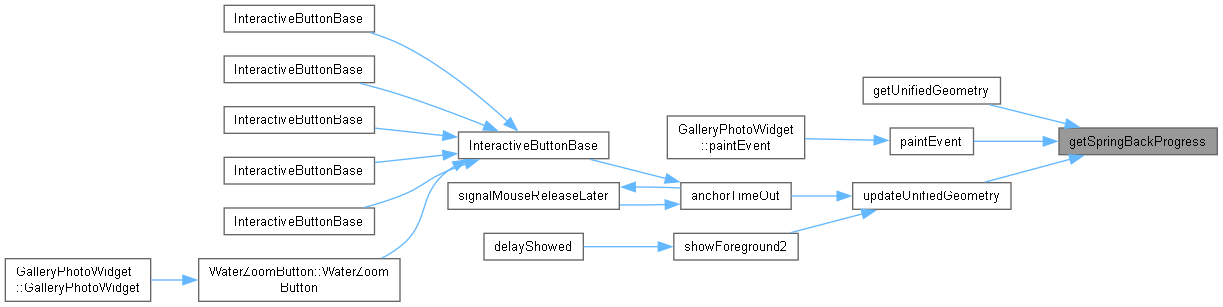 InteractiveButtonBase
InteractiveButtonBase
InteractiveButtonBase
InteractiveButtonBase
InteractiveButtonBase
GalleryPhotoWidget
::GalleryPhotoWidget
WaterZoomButton::WaterZoom
Button
InteractiveButtonBase
signalMouseReleaseLater
delayShowed
GalleryPhotoWidget
::paintEvent
anchorTimeOut
showForeground2
getUnifiedGeometry
paintEvent
updateUnifiedGeometry
getSpringBackProgress